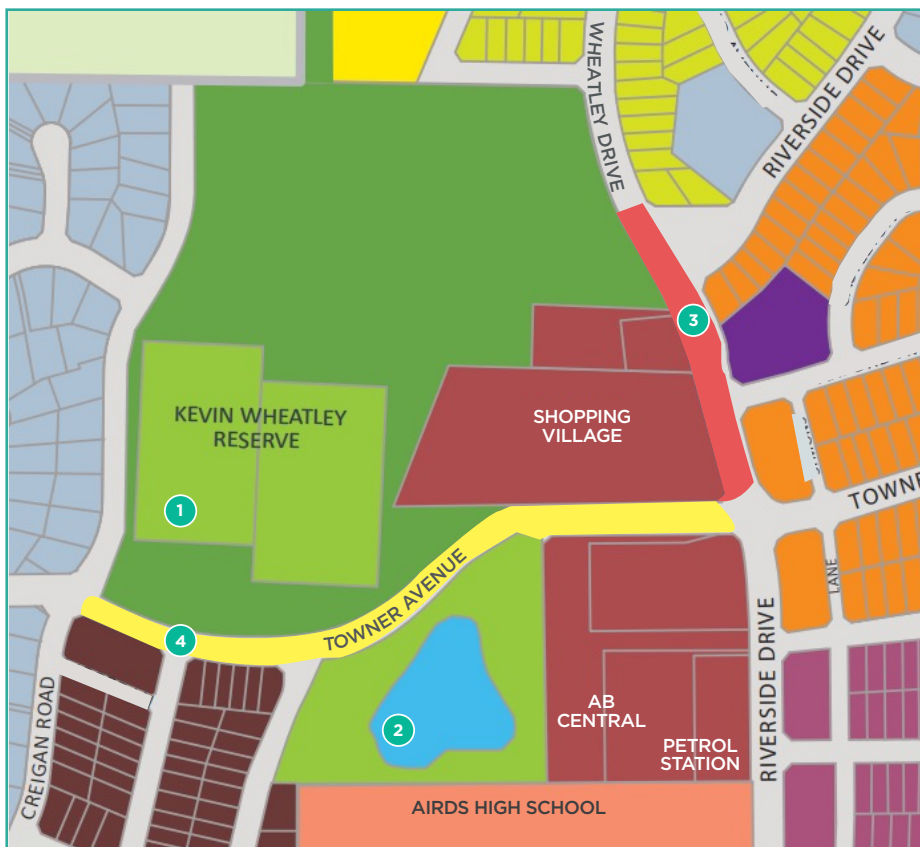 WHEATLEY DRIVE
RIVERSIDE DRIVE
3
KEVIN WHEATLEY
RESERVE
SHOPPING
VILLAGE
1
TOWNER
TOWNER AVENUE
LANE
4
CREIGAN ROAD
2
AB
CENTRAL
PETROL
STATION
RIVERSIDE DRIVE
AIRDS HIGH SCHOOL